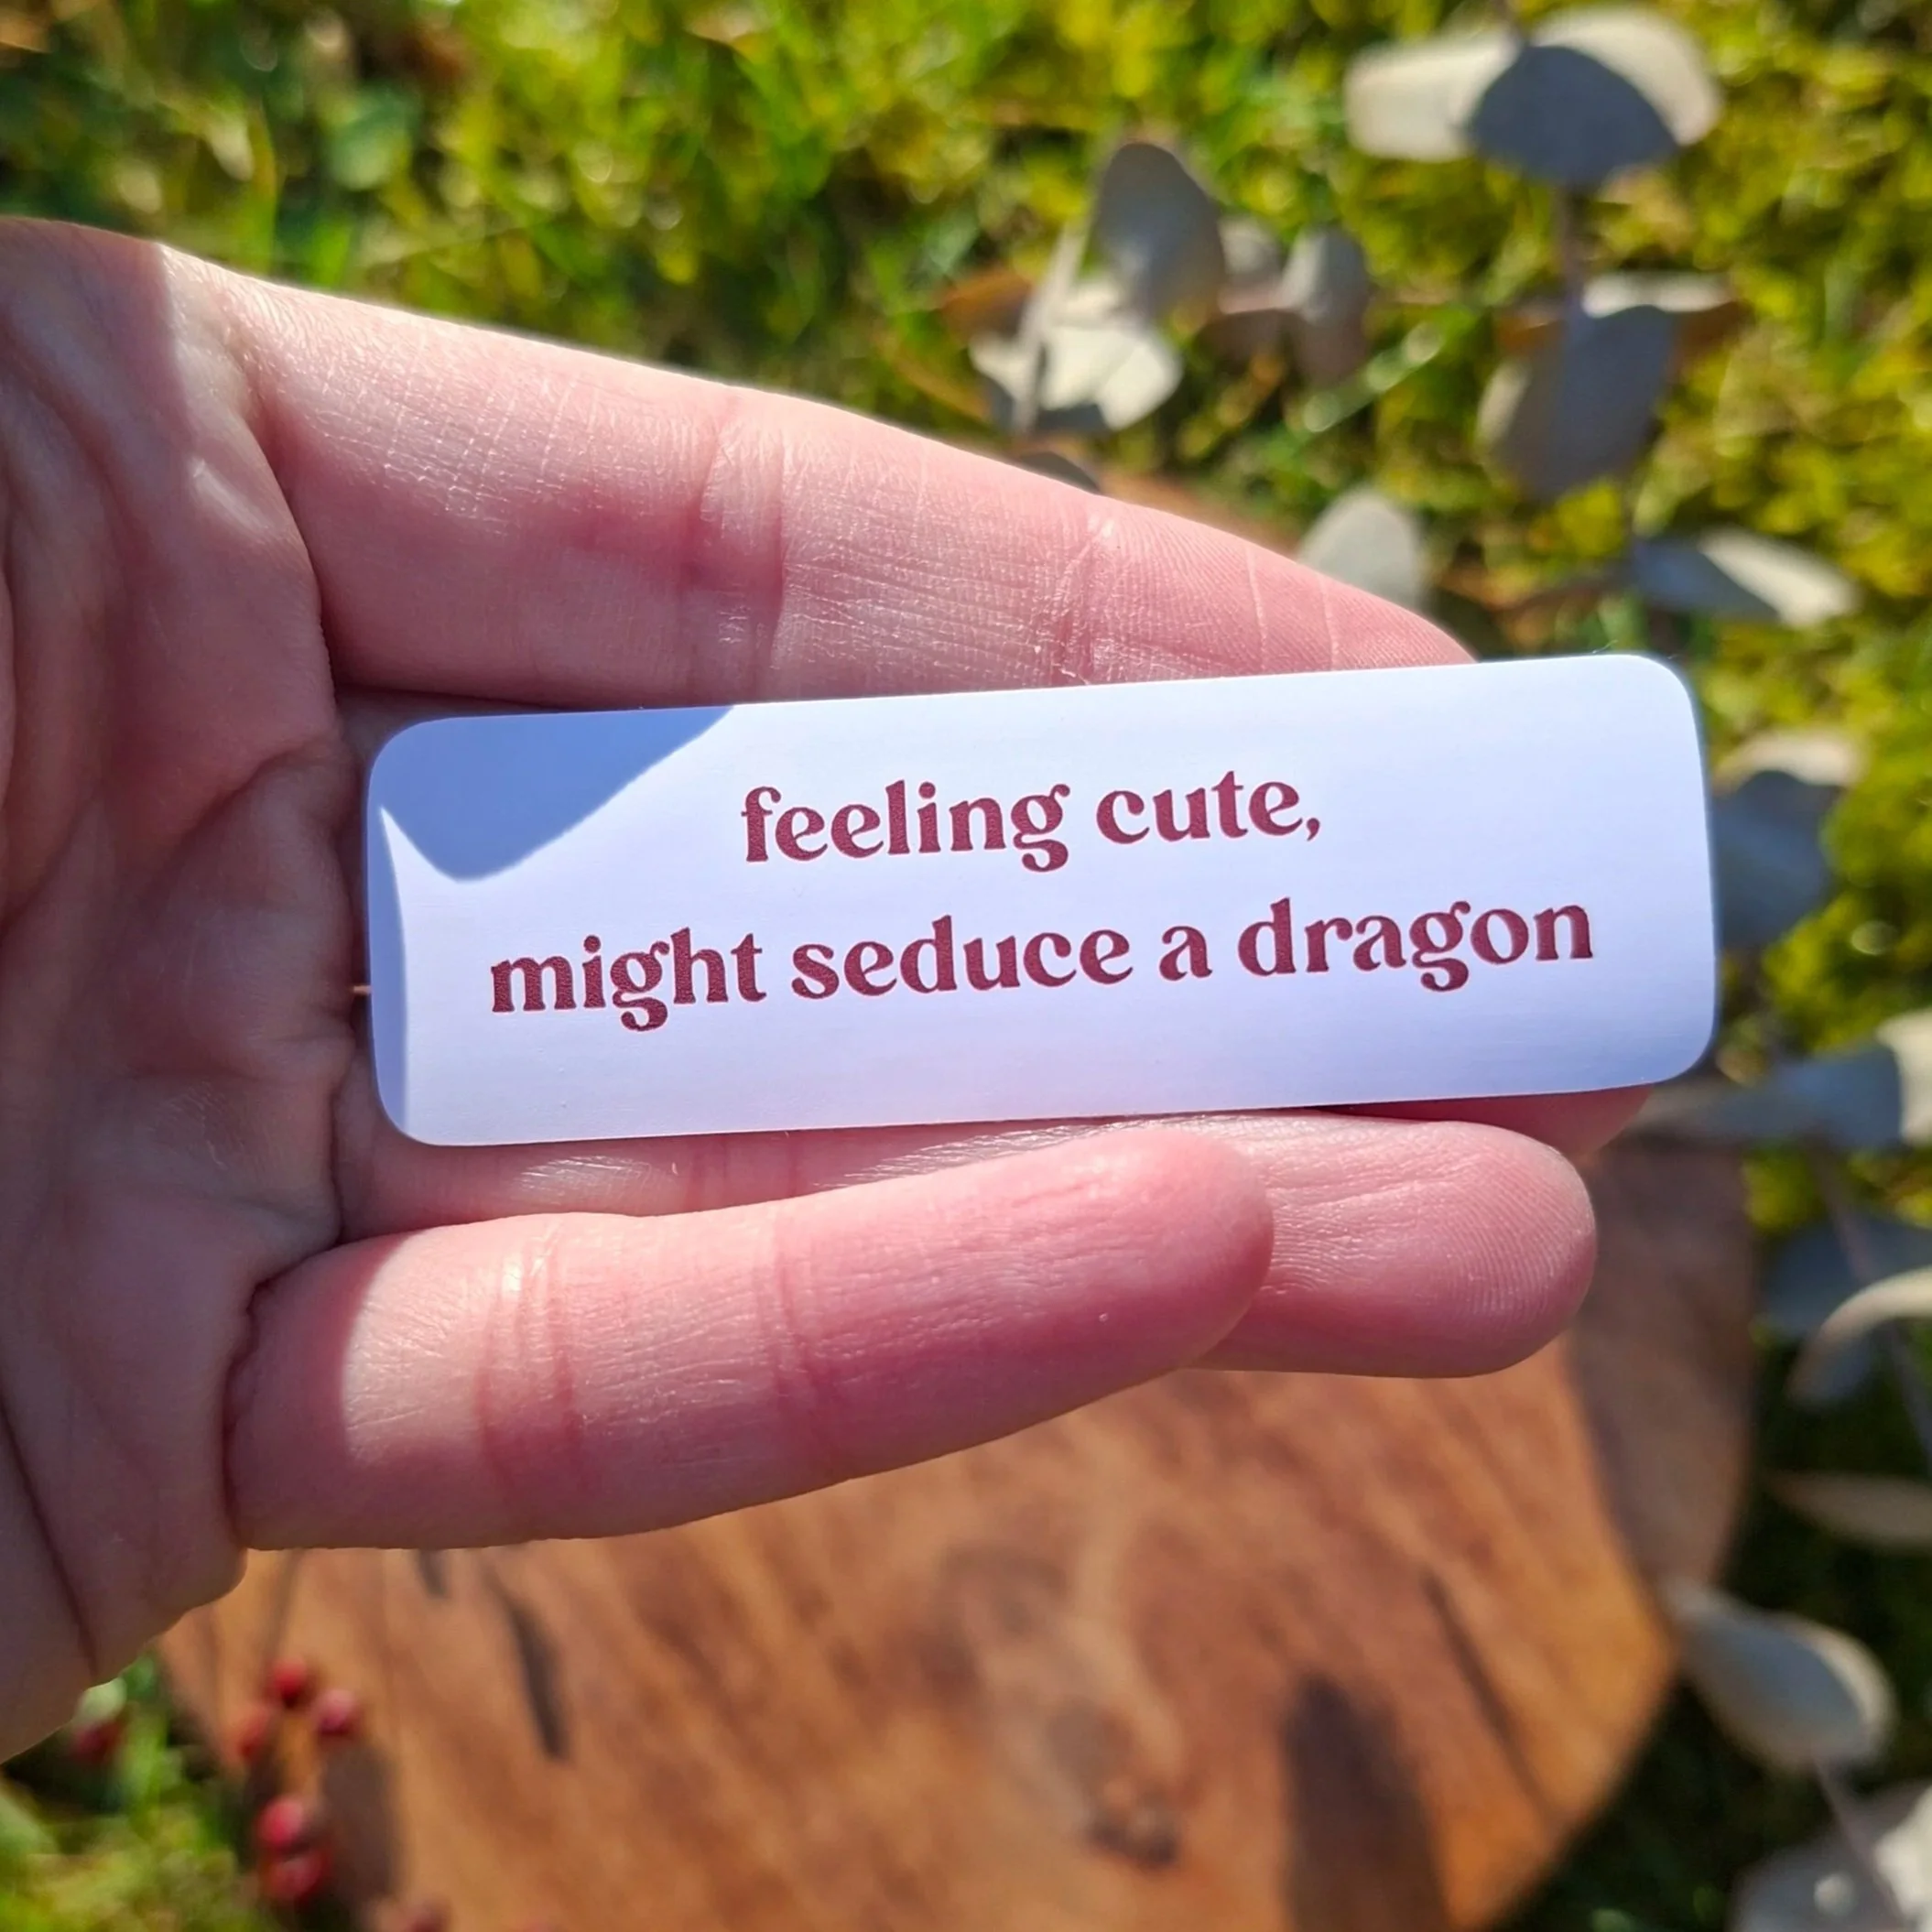 feeling cute,
might seduce a dragon